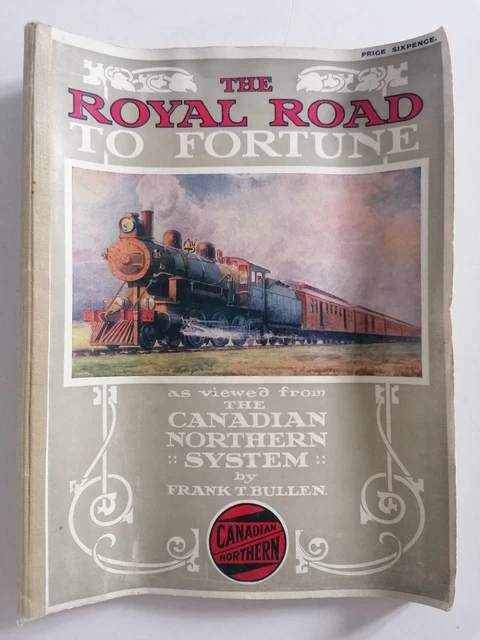 PRICE SIXPENCE.
THE
ROYAL ROAD
TO FORTUNE
as viewed from
THE
CANADIAN
NORTHERN
:: SYSTEM ::
by
FRANK T. BULLEN.
CANADIAN
NORTHERN